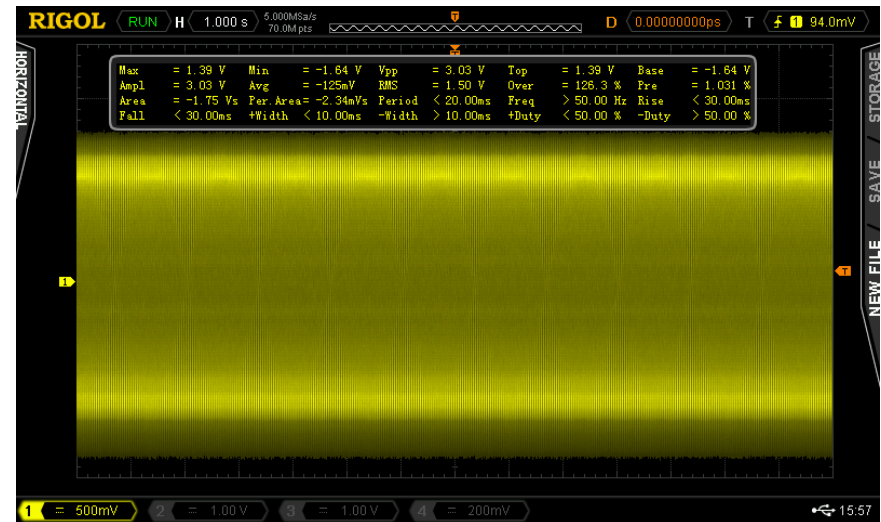 RIGOL RUN H 1.000 s 5.000MSa/s 70.0M pts D 0.00000000ps T 1 94.0mV
HORIZONTAL
Max = 1.39 V Min = -1.64 V Vpp = 3.03 V Top = 1.39 V Base = -1.64 V
Ampl = 3.03 V Avg = -125mV RMS = 1.50 V Over = 126.3 % Pre = 1.031 %
Area = -1.75 Vs Per.Area= -2.34mVs Period < 20.00ms Freq > 50.00 Hz Rise < 30.00ms
Fall < 30.00ms +Width < 10.00ms -Width > 10.00ms +Duty < 50.00 % -Duty > 50.00 %
STORAGE
SAVE
NEW FILE
T
1
T
1 = 500mV 2 = 1.00 V 3 = 1.00 V 4 = 200mV 15:57